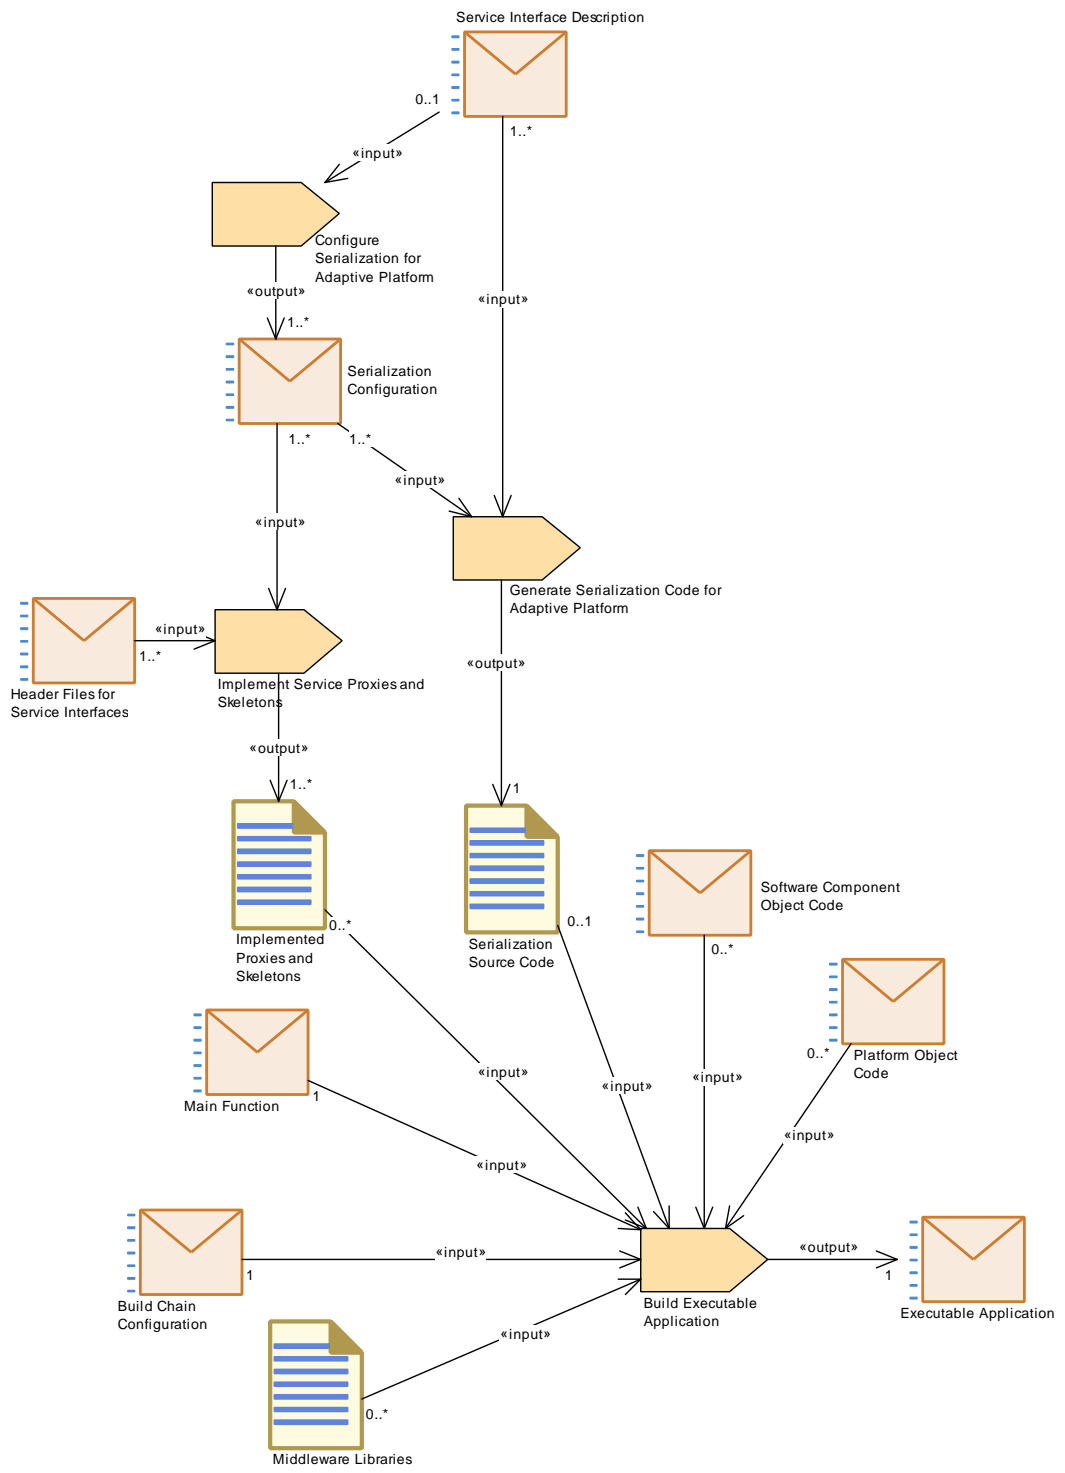 Service Interface Description
0..1
1..*
«input»
Configure
Serialization for
Adaptive Platform
«output»
«input»
1..*
Serialization
Configuration
1..*
1..*
«input»
«input»
Generate Serialization Code for
Adaptive Platform
«input»
1..*
Header Files for
Service Interfaces
Implement Service Proxies and
Skeletons
«output»
«output»
1..*
1
Software Component
Object Code
0..*
0..1
0..*
Implemented
Proxies and
Skeletons
Serialization
Source Code
0..*
Platform Object
Code
«input»
«input»
«input»
Main Function
1
«input»
«input»
«input»
1
«output»
1
Build Chain
Configuration
Build Executable
Application
Executable Application
«input»
0..*
Middleware Libraries